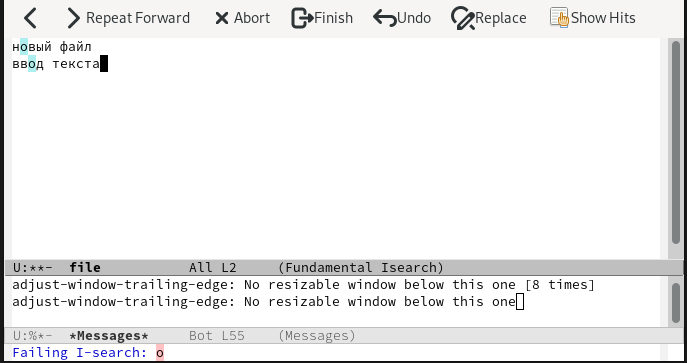 Repeat Forward Abort Finish Undo Replace Show Hits
новый файл
ввод текста
U:**-  file           All L2     (Fundamental Isearch)
adjust-window-trailing-edge: No resizable window below this one [8 times]
adjust-window-trailing-edge: No resizable window below this one
U:%*-  *Messages*     Bot L55    (Messages)
Failing I-search: о